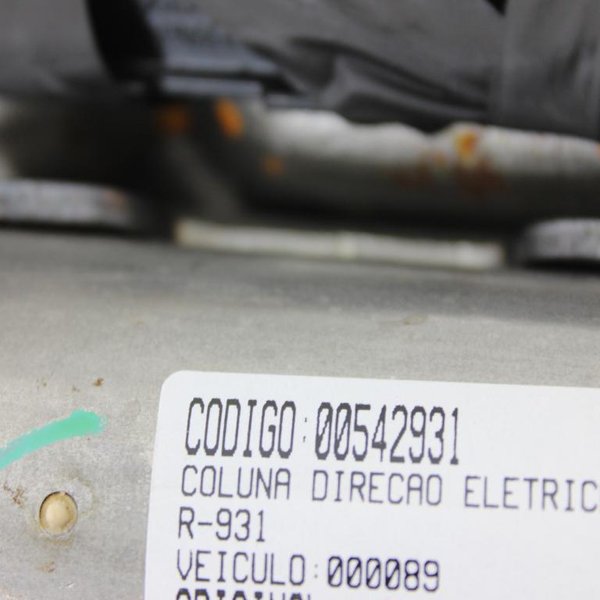 CODIGO:00542931
COLUNA DIRECAO ELETRIC
R-931
VEICULO:000089